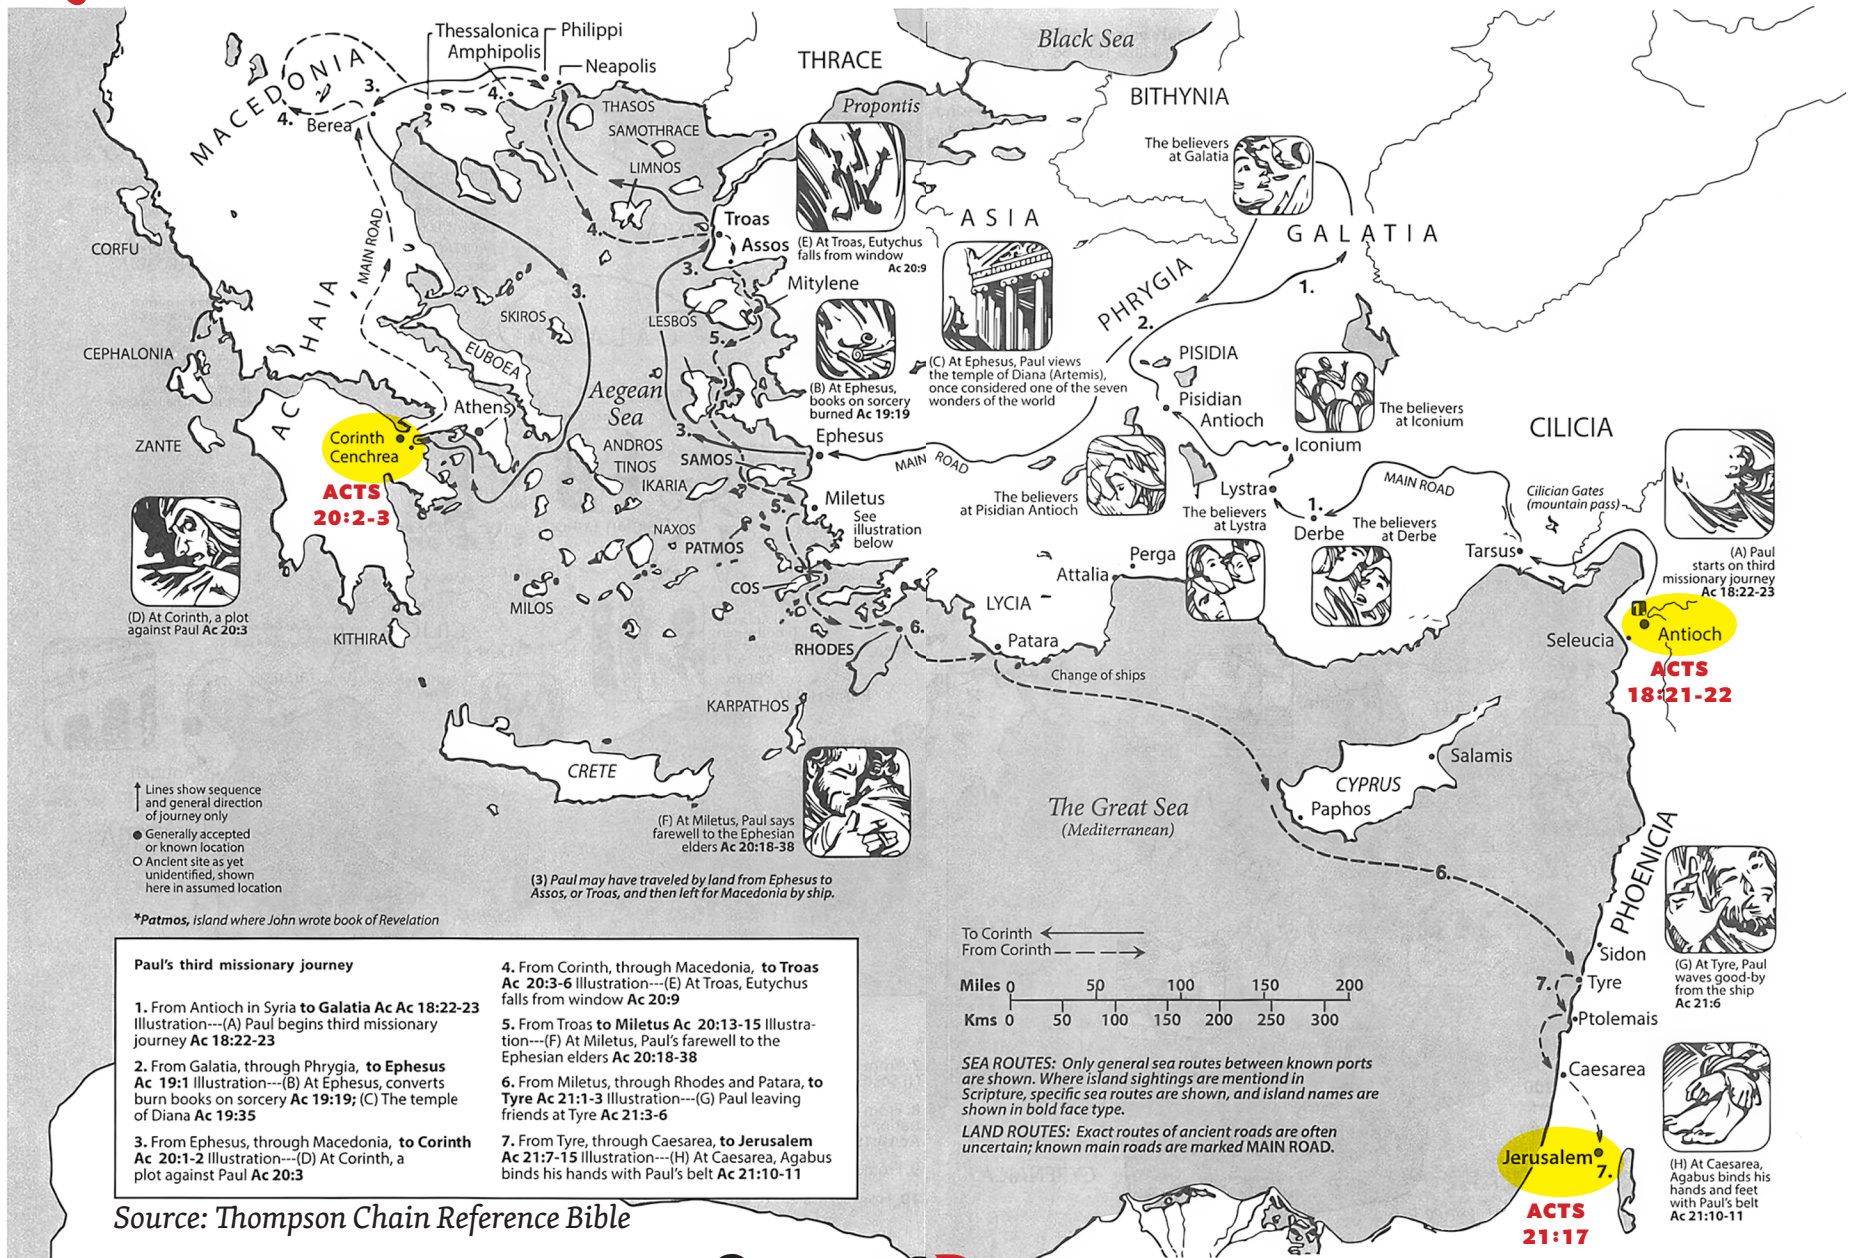 Thessalonica
Philippi
Amphipolis
Neapolis
Black Sea
THRACE
MACEDONIA
3.
4.
4.
Berea
THASOS
Propontis
BITHYNIA
SAMOTHRACE
LIMNOS
The believers
at Galatia
Troas
ASIA
GALATIA
Assos
(E) At Troas, Eutychus
falls from window
Ac 20:9
4.
3.
CORFU
MAIN ROAD
Mitylene
PHRYGIA
1.
3.
SKIROS
LESBOS
5.
2.
ACHAIA
CEPHALONIA
EUBOEA
PISIDIA
(C) At Ephesus, Paul views
the temple of Diana (Artemis),
once considered one of the seven
wonders of the world
Aegean
Sea
(B) At Ephesus,
books on sorcery
burned Ac 19:19
Pisidian
Antioch
The believers
at Iconium
Athens
ZANTE
Corinth
Cenchrea
3.
Ephesus
CILICIA
ANDROS
TINOS
IKARIA
SAMOS
MAIN ROAD
Iconium
ACTS
20:2-3
Miletus
See
illustration
below
5.
The believers
at Pisidian Antioch
Lystra
The believers
at Lystra
MAIN ROAD
1.
Derbe
The believers
at Derbe
Cilician Gates
(mountain pass)
NAXOS
PATMOS
Tarsus
(A) Paul
starts on third
missionary journey
Ac 18:22-23
Perga
Attalia
COS
MILOS
LYCIA
1.
(D) At Corinth, a plot
against Paul Ac 20:3
KITHIRA
6.
RHODES
Patara
Seleucia
Antioch
Change of ships
ACTS
18:21-22
KARPATHOS
CRETE
Salamis
CYPRUS
Paphos
The Great Sea
(Mediterranean)
Lines show sequence
and general direction
of journey only
Generally accepted
or known location
Ancient site as yet
unidentified, shown
here in assumed location
(F) At Miletus, Paul says
farewell to the Ephesian
elders Ac 20:18-38
(3) Paul may have traveled by land from Ephesus to
Assos, or Troas, and then left for Macedonia by ship.
6.
PHOENICIA
*Patmos, island where John wrote book of Revelation
To Corinth
From Corinth
Sidon
(G) At Tyre, Paul
waves good-by
from the ship
Ac 21:6
7.
Tyre
Ptolemais
Miles 0 50 100 150 200
Kms 0 50 100 150 200 250 300
Caesarea
SEA ROUTES: Only general sea routes between known ports
are shown. Where island sightings are mentiond in
Scripture, specific sea routes are shown, and island names are
shown in bold face type.
LAND ROUTES: Exact routes of ancient roads are often
uncertain; known main roads are marked MAIN ROAD.
Jerusalem
7.
ACTS
21:17
(H) At Caesarea,
Agabus binds his
hands and feet
with Paul's belt
Ac 21:10-11
Paul's third missionary journey
1. From Antioch in Syria to Galatia Ac Ac 18:22-23
Illustration---(A) Paul begins third missionary
journey Ac 18:22-23
2. From Galatia, through Phrygia, to Ephesus
Ac 19:1 Illustration---(B) At Ephesus, converts
burn books on sorcery Ac 19:19; (C) The temple
of Diana Ac 19:35
3. From Ephesus, through Macedonia, to Corinth
Ac 20:1-2 Illustration---(D) At Corinth, a
plot against Paul Ac 20:3
4. From Corinth, through Macedonia, to Troas
Ac 20:3-6 Illustration---(E) At Troas, Eutychus
falls from window Ac 20:9
5. From Troas to Miletus Ac 20:13-15 Illustra-
tion---(F) At Miletus, Paul's farewell to the
Ephesian elders Ac 20:18-38
6. From Miletus, through Rhodes and Patara, to
Tyre Ac 21:1-3 Illustration---(G) Paul leaving
friends at Tyre Ac 21:3-6
7. From Tyre, through Caesarea, to Jerusalem
Ac 21:7-15 Illustration---(H) At Caesarea, Agabus
binds his hands with Paul's belt Ac 21:10-11
Source: Thompson Chain Reference Bible